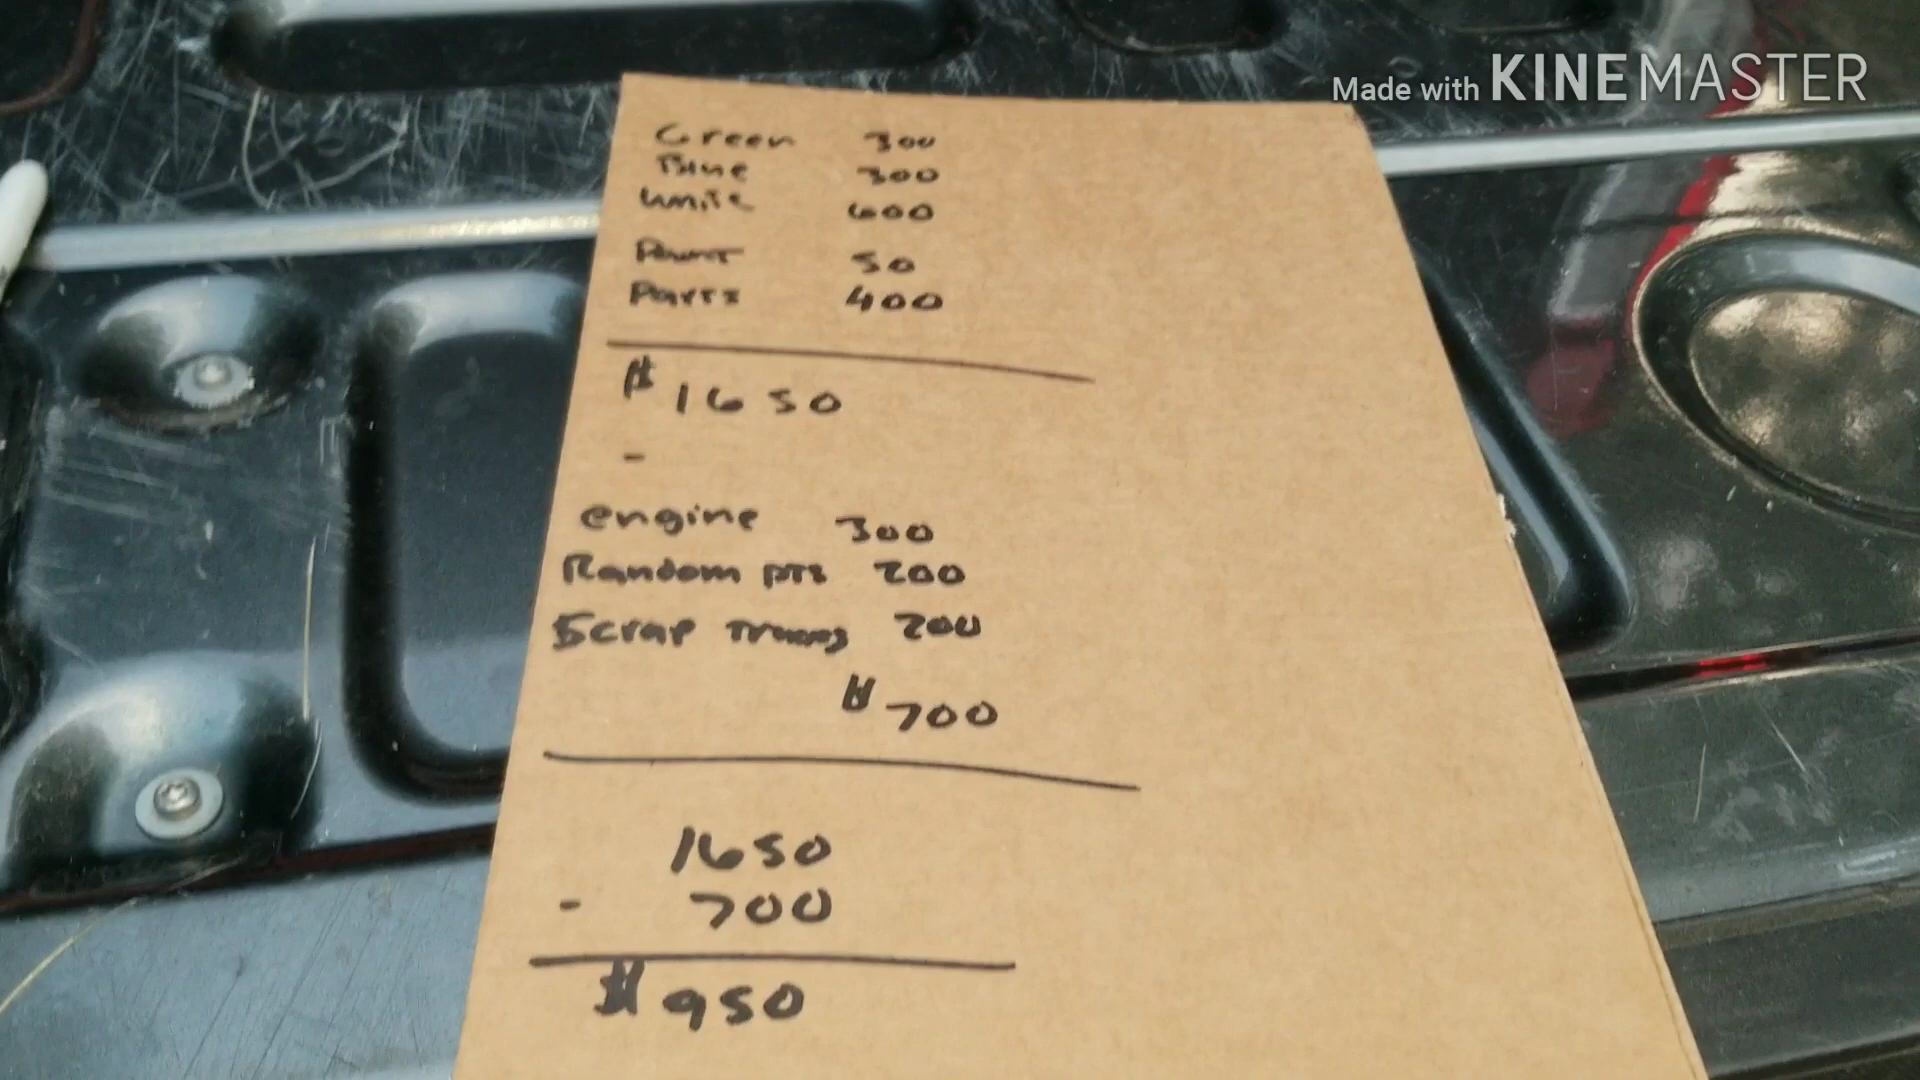 Made with KINEMASTER
Green 300
Blue 300
White 600
Paint 50
Parts 400
$1650
-
engine 300
Random pts 200
Scrap 200
$700
1650
- 700
$950